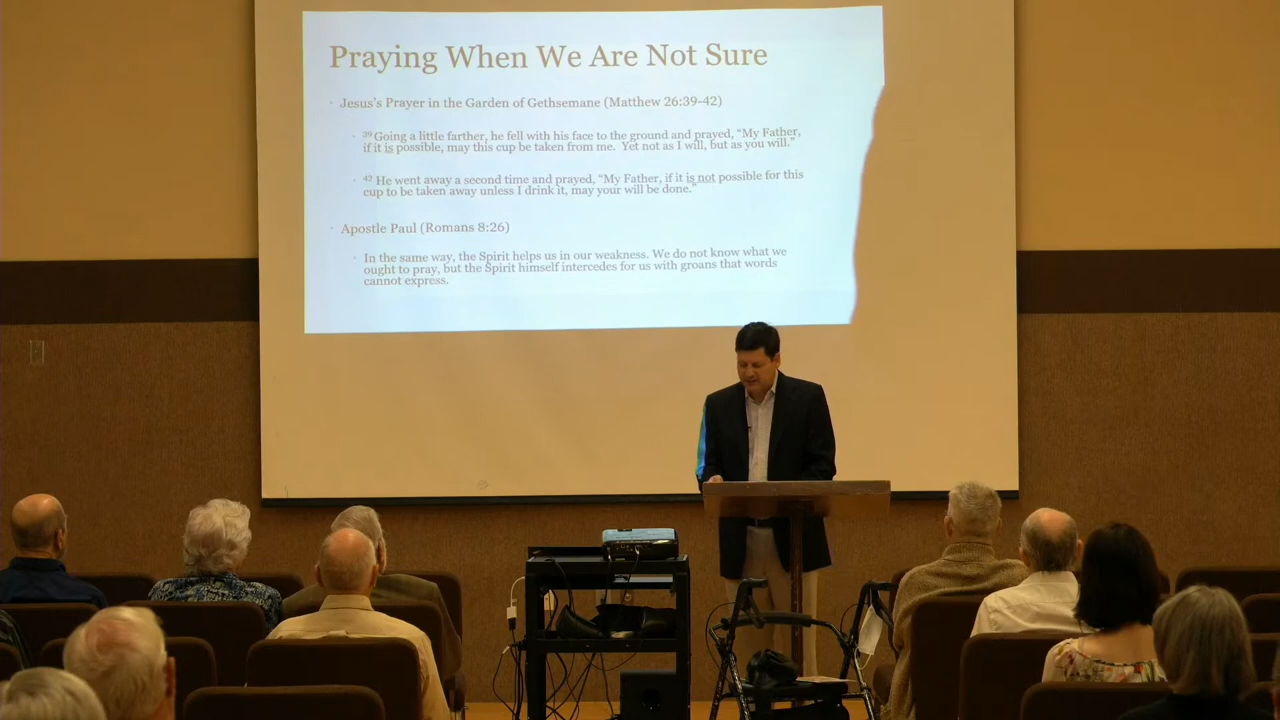 Praying When We Are Not Sure
Jesus's Prayer in the Garden of Gethsemane (Matthew 26:39-42)
39 Going a little farther, he fell with his face to the ground and prayed, "My Father,
if it is possible, may this cup be taken from me. Yet not as I will, but as you will."
42 He went away a second time and prayed, "My Father, if it is not possible for this
cup to be taken away unless I drink it, may your will be done."
Apostle Paul (Romans 8:26)
In the same way, the Spirit helps us in our weakness. We do not know what we
ought to pray, but the Spirit himself intercedes for us with groans that words
cannot express.